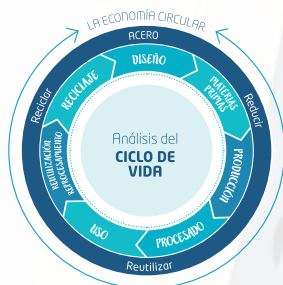 LA ECONOMÍA CIRCULAR
ACERO
DISEÑO
MATERIAS
PRIMAS
Reducir
PRODUCCIÓN
PROCESADO
Reutilizar
USO
REUTILIZACIÓN
REPROCESAMIENTO
RECICLAJE
Reciclar
Análisis del
CICLO DE
VIDA